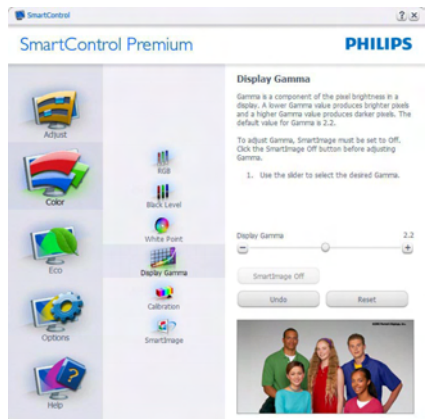 SmartControl
SmartControl Premium
PHILIPS
Adjust
Color
Eco
Options
Help
RGB
Black Level
White Point
Display Gamma
Calibration
SmartImage
Display Gamma
Gamma is a component of the pixel brightness in a
display. A lower Gamma value produces brighter pixels
and a higher Gamma value produces darker pixels. The
default value for Gamma is 2.2.
To adjust Gamma, SmartImage must be set to Off.
Click the SmartImage Off button before adjusting
Gamma.
1. Use the slider to select the desired Gamma.
Display Gamma 2.2
SmartImage Off
Undo Reset